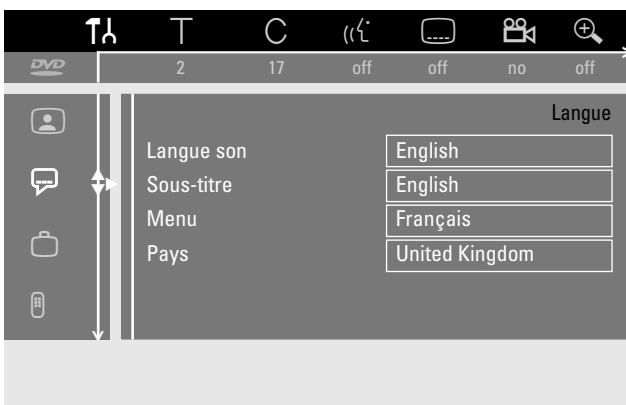 T C
DVD 2 17 off off no off
Langue
Langue son English
Sous-titre English
Menu Français
Pays United Kingdom